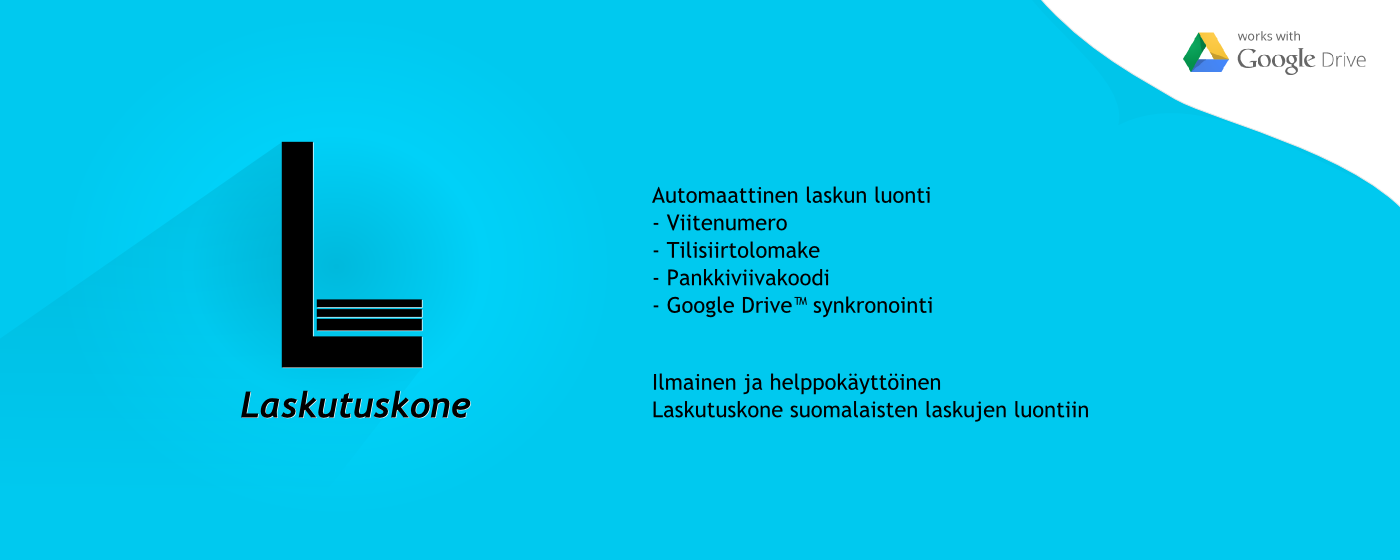 works with
Google Drive
Automaattinen laskun luonti
- Viitenumero
- Tilisiirtolomake
- Pankkiviivakoodi
- Google Drive™ synkronointi
Ilmainen ja helppokäyttöinen
Laskutuskone suomalaisten laskujen luontiin
L
Laskutuskone